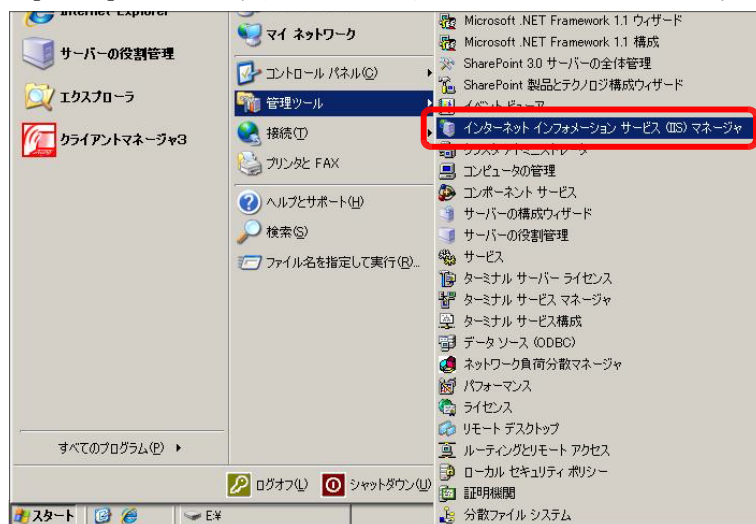 Internet Explorer
サーバーの役割管理
エクスプローラ
クライアントマネージャ3
すべてのプログラム(P)
マイ ネットワーク
コントロール パネル(C)
管理ツール
接続(T)
プリンタと FAX
ヘルプとサポート(H)
検索(S)
ファイル名を指定して実行(R)...
Microsoft .NET Framework 1.1 ウィザード
Microsoft .NET Framework 1.1 構成
SharePoint 3.0 サーバーの全体管理
SharePoint 製品とテクノロジ構成ウィザード
イベント ビューア
インターネット インフォメーション サービス (IIS) マネージャ
クラスタ アドミニストレータ
コンピュータの管理
コンポーネント サービス
サーバーの構成ウィザード
サーバーの役割管理
サービス
ターミナル サーバー ライセンス
ターミナル サービス マネージャ
ターミナル サービス構成
データ ソース (ODBC)
ネットワーク負荷分散マネージャ
パフォーマンス
ライセンス
リモート デスクトップ
ルーティングとリモート アクセス
ローカル セキュリティ ポリシー
証明機関
分散ファイル システム
ログオフ(L)
シャットダウン(U)
スタート
E:¥